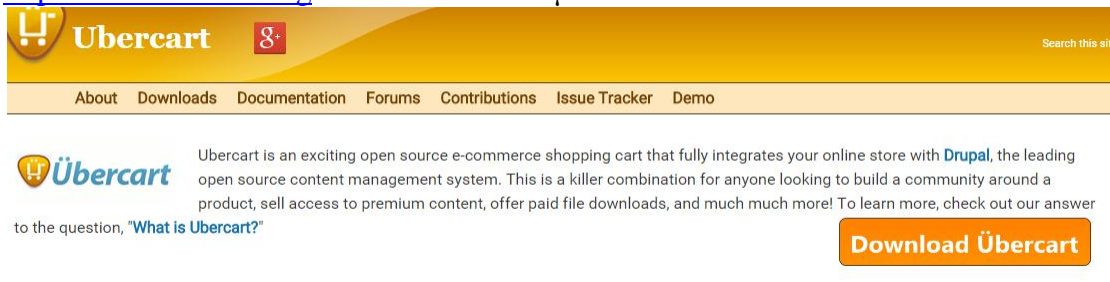 Ubercart
Search this sit
About Downloads Documentation Forums Contributions Issue Tracker Demo
Übercart
Ubercart is an exciting open source e-commerce shopping cart that fully integrates your online store with Drupal, the leading
open source content management system. This is a killer combination for anyone looking to build a community around a
product, sell access to premium content, offer paid file downloads, and much much more! To learn more, check out our answer
to the question, "What is Ubercart?"
Download Übercart